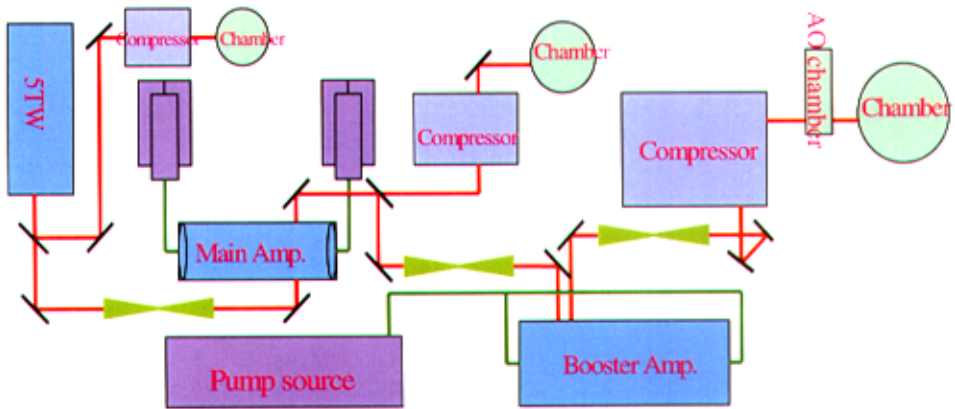 Compressor
Chamber
5TW
Chamber
Compressor
AO chamber
Chamber
Compressor
Main Amp.
Pump source
Booster Amp.